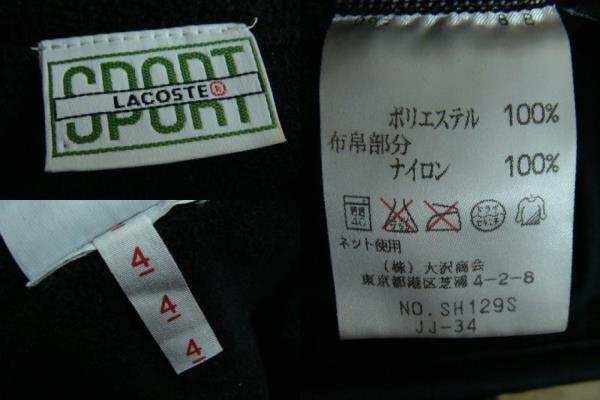 SPORT
LACOSTE®
4
4
4
ポリエステル 100%
布帛部分
ナイロン 100%
ネット使用
(株) 大沢商会
東京都港区芝浦4-2-8
NO.SH129S
JJ-34